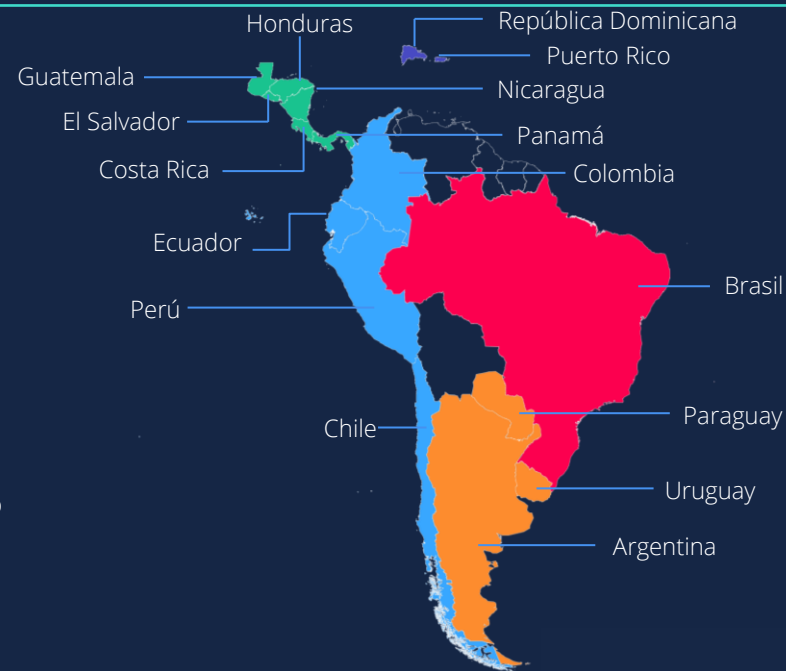 Honduras
República Dominicana
Puerto Rico
Guatemala
Nicaragua
El Salvador
Panamá
Costa Rica
Colombia
Ecuador
Brasil
Perú
Paraguay
Chile
Uruguay
Argentina